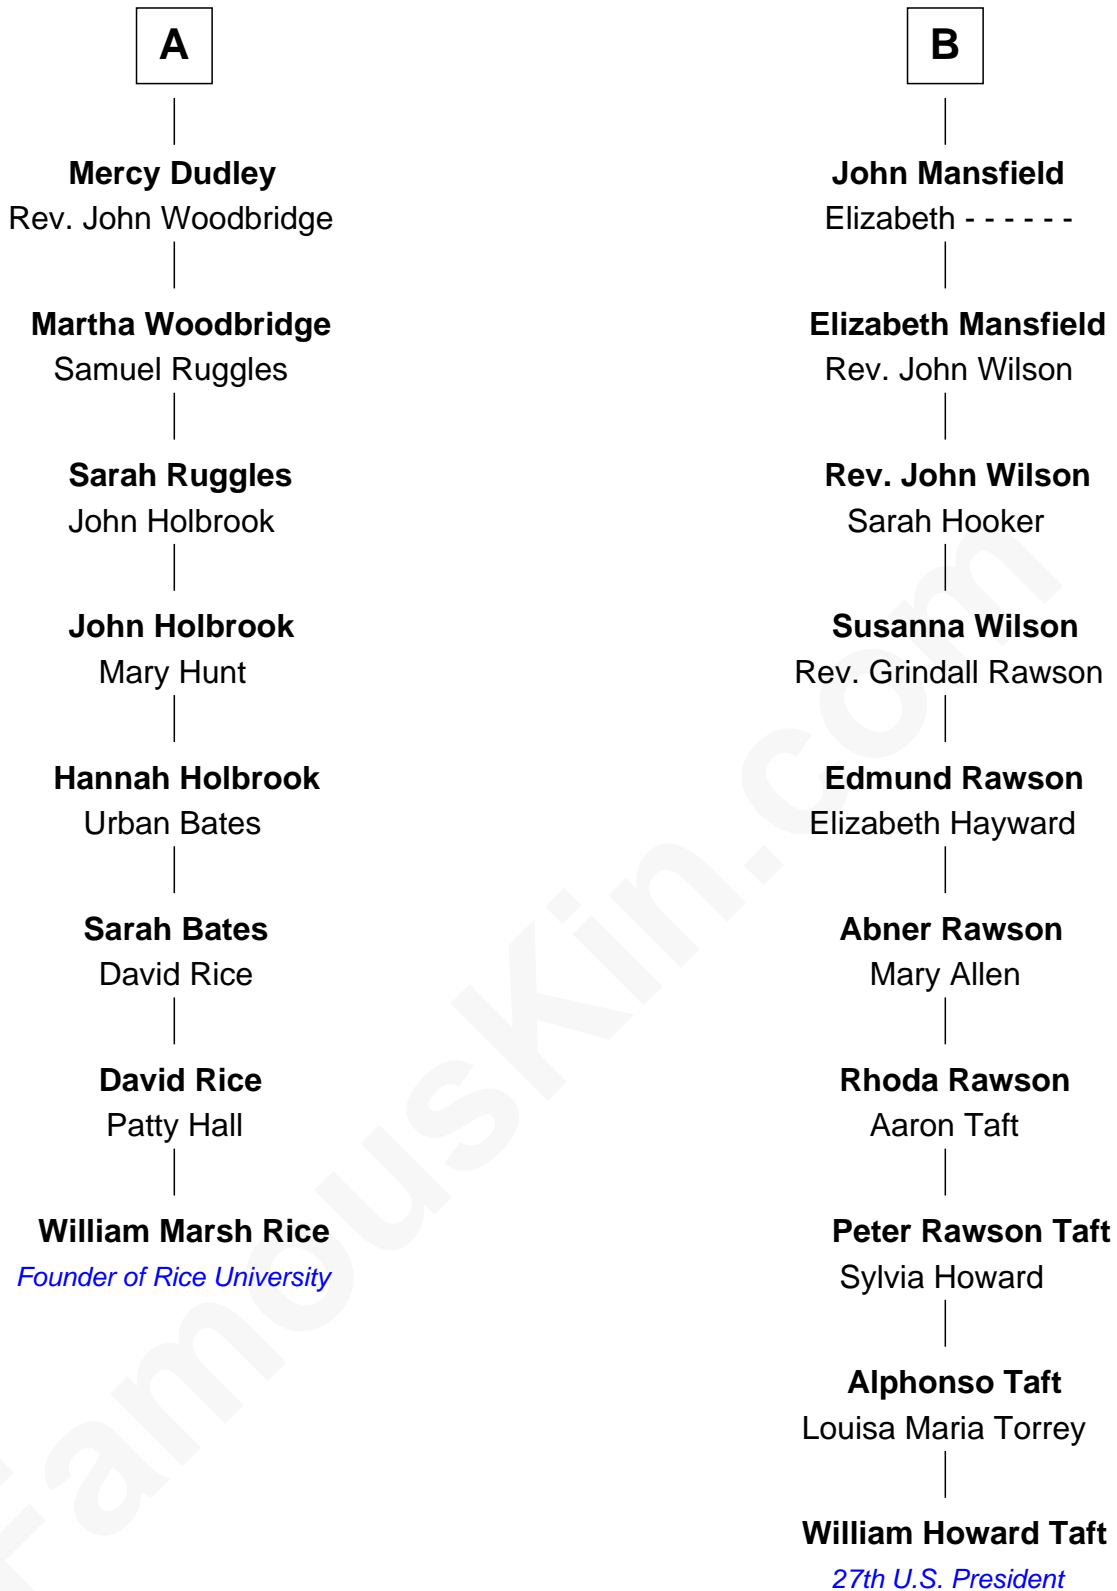 A
Mercy Dudley
Rev. John Woodbridge
Martha Woodbridge
Samuel Ruggles
Sarah Ruggles
John Holbrook
John Holbrook
Mary Hunt
Hannah Holbrook
Urban Bates
Sarah Bates
David Rice
David Rice
Patty Hall
William Marsh Rice
Founder of Rice University
B
John Mansfield
Elizabeth - - - - - -
Elizabeth Mansfield
Rev. John Wilson
Rev. John Wilson
Sarah Hooker
Susanna Wilson
Rev. Grindall Rawson
Edmund Rawson
Elizabeth Hayward
Abner Rawson
Mary Allen
Rhoda Rawson
Aaron Taft
Peter Rawson Taft
Sylvia Howard
Alphonso Taft
Louisa Maria Torrey
William Howard Taft
27th U.S. President
FamousKin.com